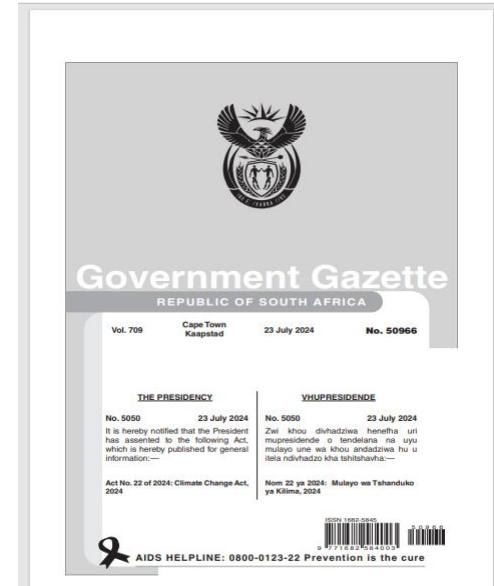 Government Gazette
REPUBLIC OF SOUTH AFRICA
Vol. 709
Cape Town
Kaapstad
23 July 2024
No. 50966
THE PRESIDENCY
No. 5050 23 July 2024
It is hereby notified that the President
has assented to the following Act,
which is hereby published for general
information:—
Act No. 22 of 2024: Climate Change Act,
2024
VHUPRESIDENDE
No. 5050 23 July 2024
Zwi khou divhadziwa henefha uri
mupresidende o tendelana na uyu
mulayo une wa khou andadziwa hu u
itela ndivhadzo kha tshitshavha:—
Nom 22 ya 2024: Mulayo wa Tshanduko
ya Kilima, 2024
ISSN 1682-5845
50966
9 771682 584003
AIDS HELPLINE: 0800-0123-22 Prevention is the cure